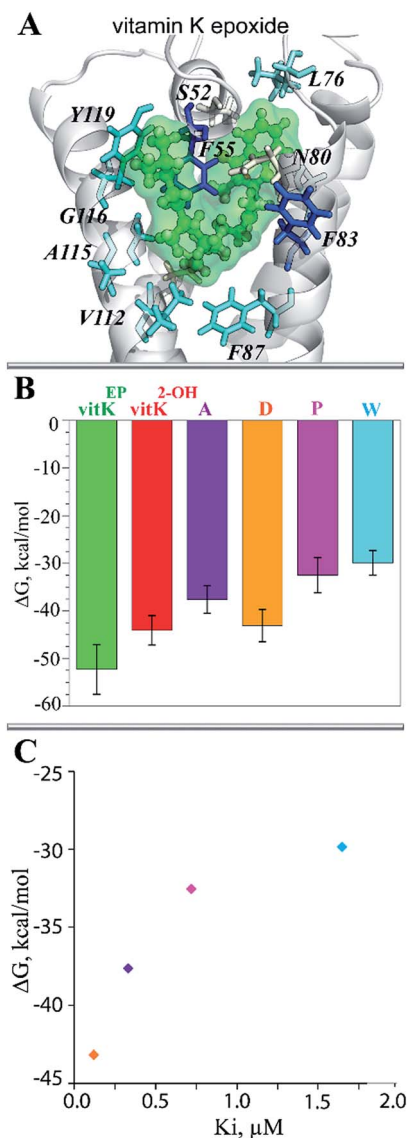 A
vitamin K epoxide
S52
L76
Y119
F55
N80
G116
F83
A115
V112
F87
B
EP 2-OH
vitK vitK A D P W
0
-10
-20
-30
-40
-50
-60
ΔG, kcal/mol
C
-25
-30
-35
-40
-45
ΔG, kcal/mol
0.0 0.5 1.0 1.5 2.0
Ki, μM